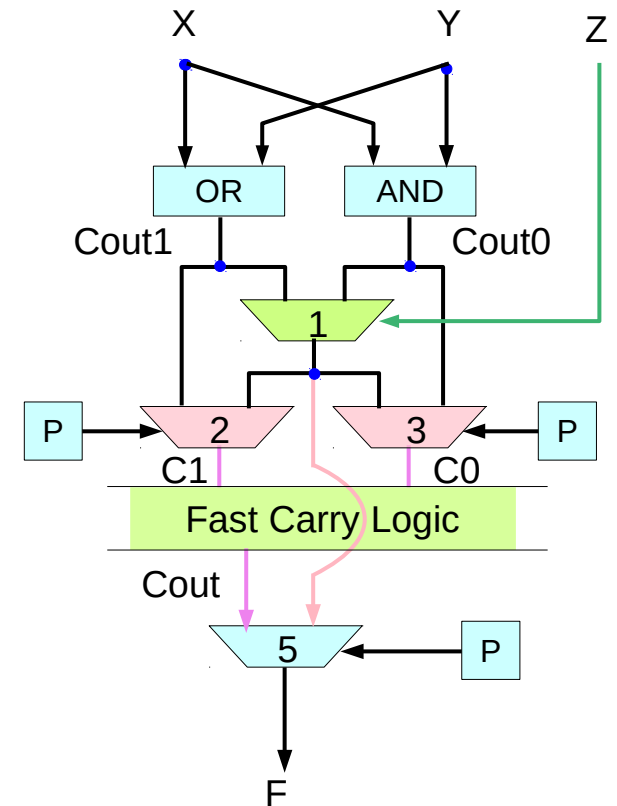 X Y Z
OR AND
Cout1 Cout0
1
P 2 3 P
C1 C0
Fast Carry Logic
Cout
5 P
F